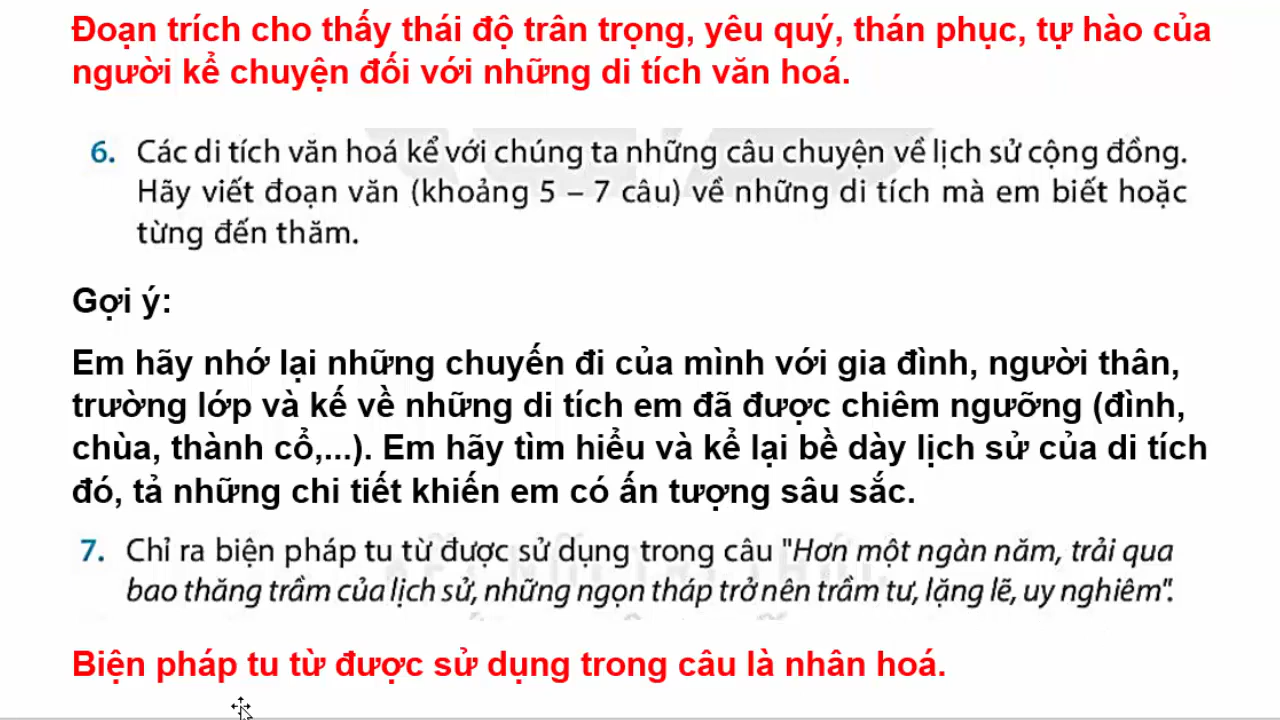 Đoạn trích cho thấy thái độ trân trọng, yêu quý, thán phục, tự hào của
người kể chuyện đối với những di tích văn hoá.
6. Các di tích văn hoá kể với chúng ta những câu chuyện về lịch sử cộng đồng.
Hãy viết đoạn văn (khoảng 5 – 7 câu) về những di tích mà em biết hoặc
từng đến thăm.
Gợi ý:
Em hãy nhớ lại những chuyến đi của mình với gia đình, người thân,
trường lớp và kế về những di tích em đã được chiêm ngưỡng (đình,
chùa, thành cổ,...). Em hãy tìm hiểu và kể lại bề dày lịch sử của di tích
đó, tả những chi tiết khiến em có ấn tượng sâu sắc.
7. Chỉ ra biện pháp tu từ được sử dụng trong câu "Hơn một ngàn năm, trải qua
bao thăng trầm của lịch sử, những ngọn tháp trở nên trầm tư, lặng lẽ, uy nghiêm".
Biện pháp tu từ được sử dụng trong câu là nhân hoá.